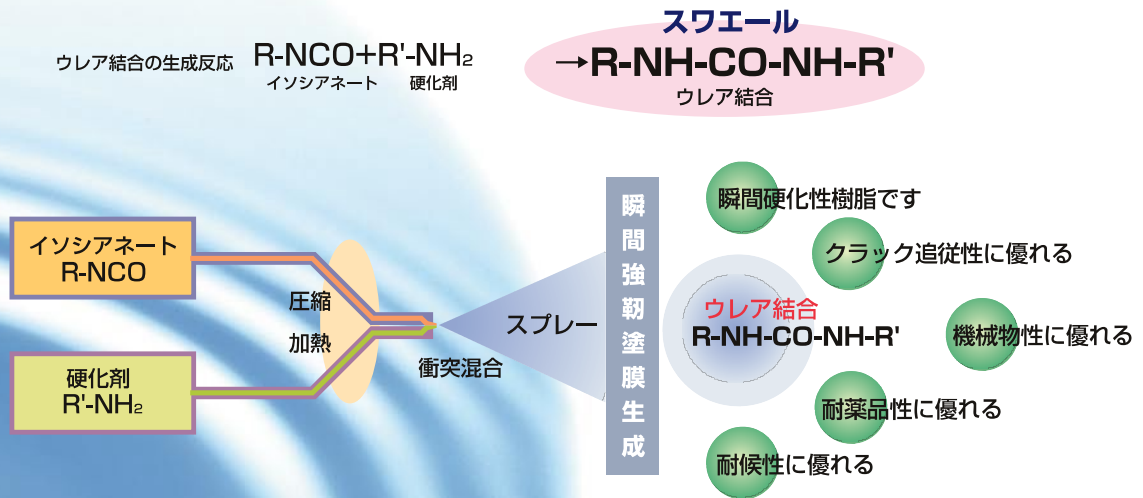 スワエール
ウレア結合の生成反応 R-NCO+R'-NH₂ →R-NH-CO-NH-R'
イソシアネート 硬化剤 ウレア結合
イソシアネート
R-NCO
硬化剤
R'-NH₂
圧縮
加熱
衝突混合
スプレー
瞬間強靭塗膜生成
ウレア結合
R-NH-CO-NH-R'
瞬間硬化性樹脂です
クラック追従性に優れる
機械物性に優れる
耐薬品性に優れる
耐候性に優れる